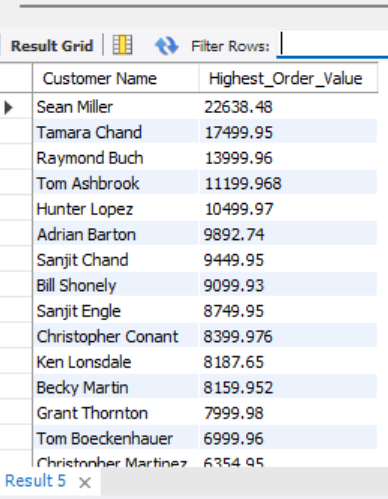 Result Grid Filter Rows:
Customer Name Highest_Order_Value
Sean Miller 22638.48
Tamara Chand 17499.95
Raymond Buch 13999.96
Tom Ashbrook 11199.968
Hunter Lopez 10499.97
Adrian Barton 9892.74
Sanjit Chand 9449.95
Bill Shonely 9099.93
Sanjit Engle 8749.95
Christopher Conant 8399.976
Ken Lonsdale 8187.65
Becky Martin 8159.952
Grant Thornton 7999.98
Tom Boeckenhauer 6999.96
Christopher Martinez 6354.95
Result 5